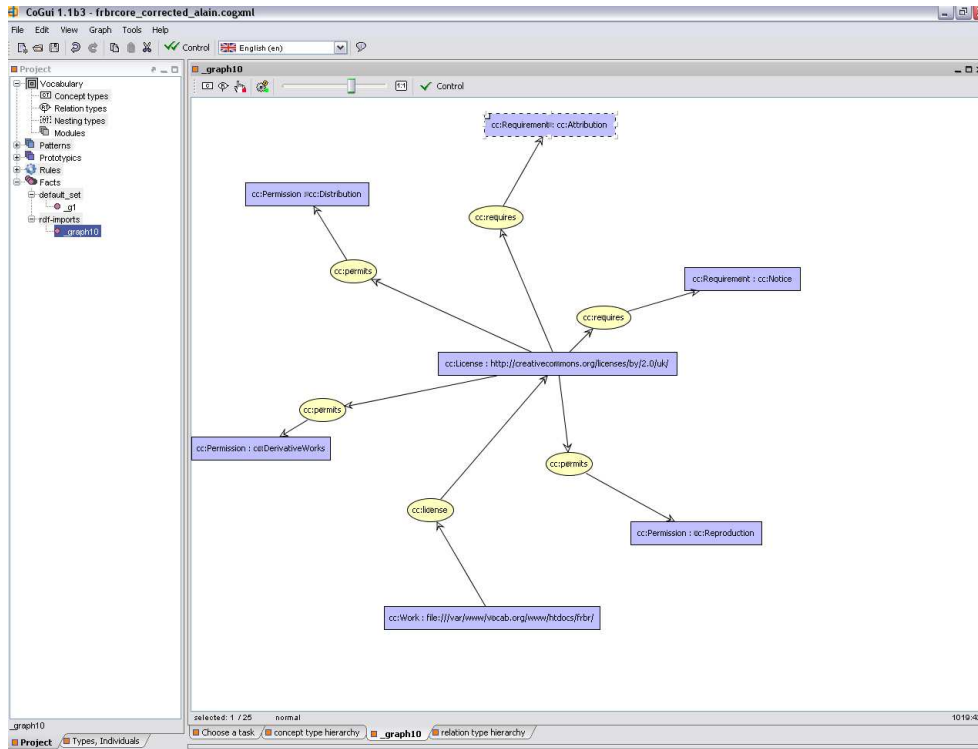 CoGui 1.1b3 - frbrcore_corrected_alain.cogxml
File Edit View Graph Tools Help
Control English (en)
Project
Vocabulary
CT Concept types
RT Relation types
Nesting types
Modules
Patterns
Prototypics
Rules
Facts
default_set
_g1
rdf-imports
_graph10
_graph10
1:1 Control
cc:Requirement : cc:Attribution
cc:Permission : cc:Distribution
cc:requires
cc:permits
cc:Requirement : cc:Notice
cc:requires
cc:License : http://creativecommons.org/licenses/by/2.0/uk/
cc:permits
cc:Permission : cc:DerivativeWorks
cc:permits
cc:license
cc:Permission : cc:Reproduction
cc:Work : file:///var/www/vocab.org/www/htdocs/frbr/
selected: 1 / 25 normal
_graph10
Choose a task concept type hierarchy _graph10 relation type hierarchy
Project Types, Individuals